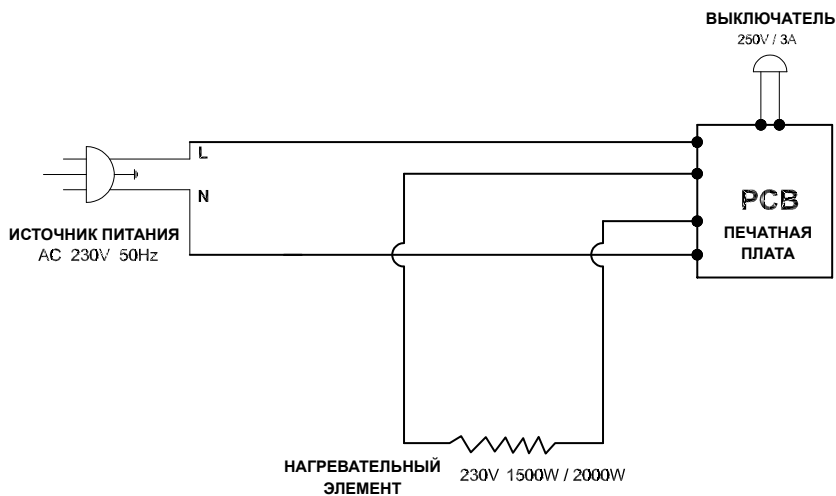 ВЫКЛЮЧАТЕЛЬ
250V / 3A
L
N
PCB
ПЕЧАТНАЯ
ПЛАТА
ИСТОЧНИК ПИТАНИЯ
AC 230V 50Hz
НАГРЕВАТЕЛЬНЫЙ
ЭЛЕМЕНТ
230V 1500W / 2000W